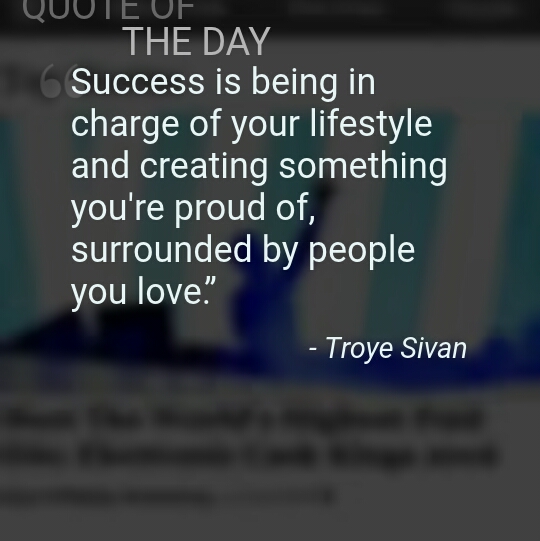 QUOTE OF
THE DAY
“Success is being in
charge of your lifestyle
and creating something
you're proud of,
surrounded by people
you love.”
- Troye Sivan